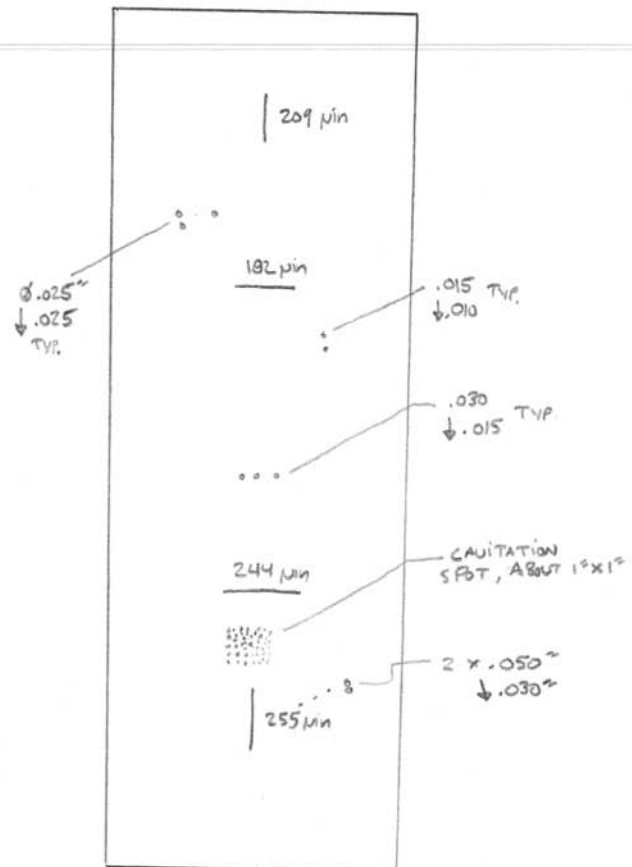 209 µin
182 µin
Ø.025"
↓.025
TYP.
.015 TYP.
↓.010
.030 TYP
↓.015
CAVITATION
SPOT, ABOUT 1"x1"
244 µin
2 x .050"
↓.030"
255 µin